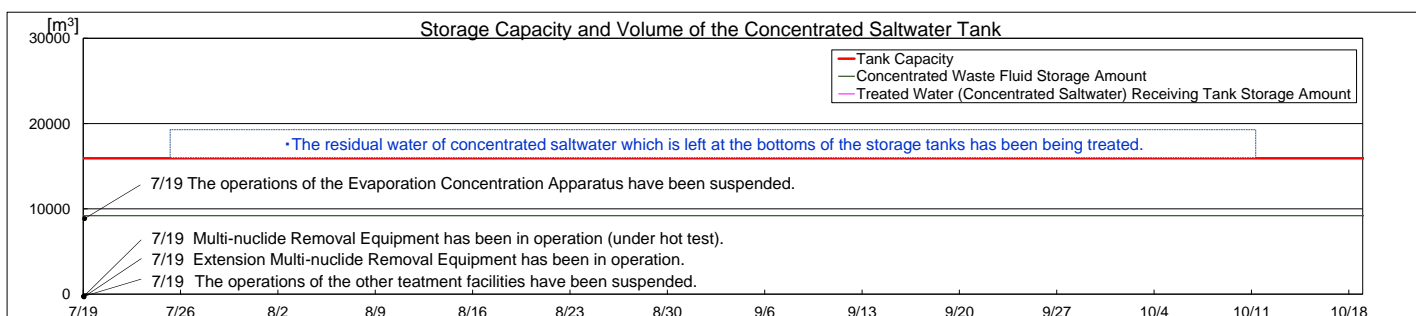 [m³]
Storage Capacity and Volume of the Concentrated Saltwater Tank
30000
Tank Capacity
Concentrated Waste Fluid Storage Amount
Treated Water (Concentrated Saltwater) Receiving Tank Storage Amount
20000
・The residual water of concentrated saltwater which is left at the bottoms of the storage tanks has been being treated.
7/19 The operations of the Evaporation Concentration Apparatus have been suspended.
10000
7/19 Multi-nuclide Removal Equipment has been in operation (under hot test).
7/19 Extension Multi-nuclide Removal Equipment has been in operation.
7/19 The operations of the other teatment facilities have been suspended.
0
7/19 7/26 8/2 8/9 8/16 8/23 8/30 9/6 9/13 9/20 9/27 10/4 10/11 10/18